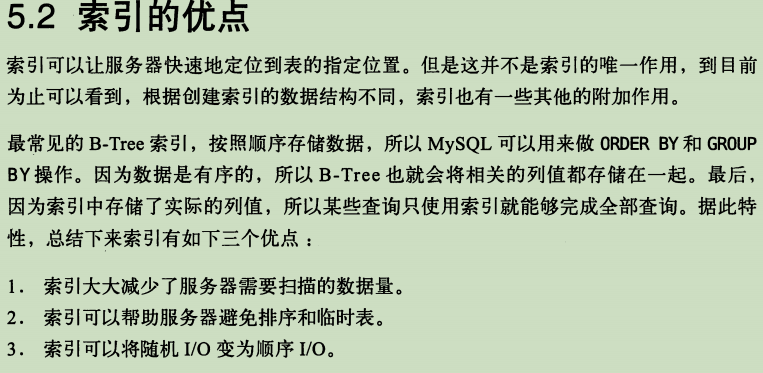 5.2 索引的优点
索引可以让服务器快速地定位到表的指定位置。但是这并不是索引的唯一作用，到目前
为止可以看到，根据创建索引的数据结构不同，索引也有一些其他的附加作用。
最常见的 B-Tree 索引，按照顺序存储数据，所以 MySQL 可以用来做 ORDER BY 和 GROUP
BY 操作。因为数据是有序的，所以 B-Tree 也就会将相关的列值都存储在一起。最后，
因为索引中存储了实际的列值，所以某些查询只使用索引就能够完成全部查询。据此特
性，总结下来索引有如下三个优点：
1. 索引大大减少了服务器需要扫描的数据量。
2. 索引可以帮助服务器避免排序和临时表。
3. 索引可以将随机 I/O 变为顺序 I/O。